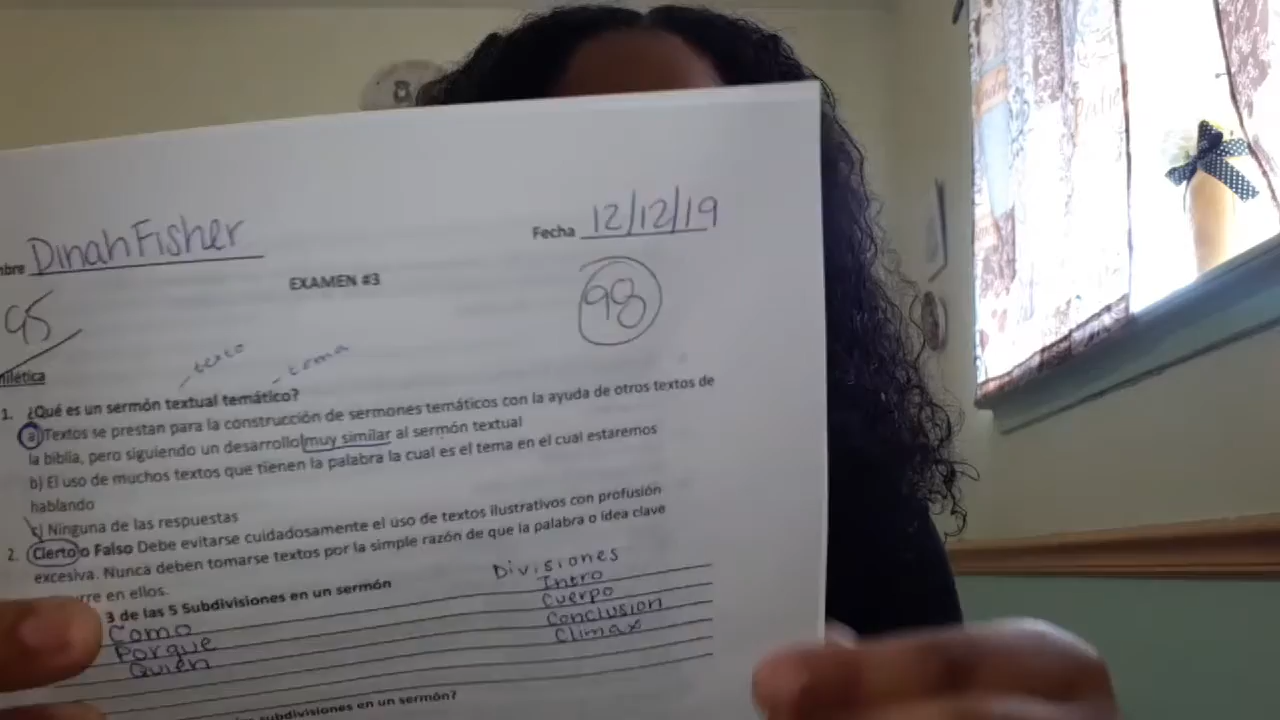 8
mbre Dinah Fisher
Fecha 12/12/19
EXAMEN #3
95
98
milética
- texto
- tema
1. ¿Qué es un sermón textual temático?
a) Textos se prestan para la construcción de sermones temáticos con la ayuda de otros textos de
la biblia, pero siguiendo un desarrollo muy similar al sermón textual
b) El uso de muchos textos que tienen la palabra la cual es el tema en el cual estaremos
hablando
c) Ninguna de las respuestas
2. Cierto o Falso Debe evitarse cuidadosamente el uso de textos ilustrativos con profusión
excesiva. Nunca deben tomarse textos por la simple razón de que la palabra o idea clave
rre en ellos.
3 de las 5 Subdivisiones en un sermón
Como
Porque
Quién
Divisiones
Intro
Cuerpo
Conclusion
Climax
subdivisiones en un sermón?